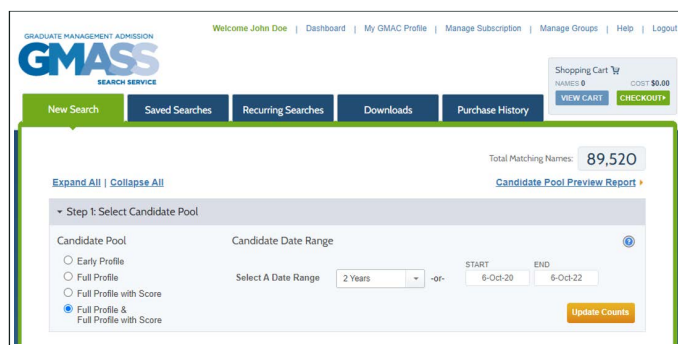 Welcome John Doe | Dashboard | My GMAC Profile | Manage Subscription | Manage Groups | Help | Logout
GRADUATE MANAGEMENT ADMISSION
GMASS
SEARCH SERVICE
Shopping Cart
NAMES 0 COST $0.00
VIEW CART CHECKOUT
New Search Saved Searches Recurring Searches Downloads Purchase History
Total Matching Names: 89,520
Expand All | Collapse All Candidate Pool Preview Report
Step 1: Select Candidate Pool
Candidate Pool Candidate Date Range
Early Profile
Full Profile
Full Profile with Score
Full Profile &
Full Profile with Score
START END
Select A Date Range 2 Years -or- 6-Oct-20 6-Oct-22
Update Counts